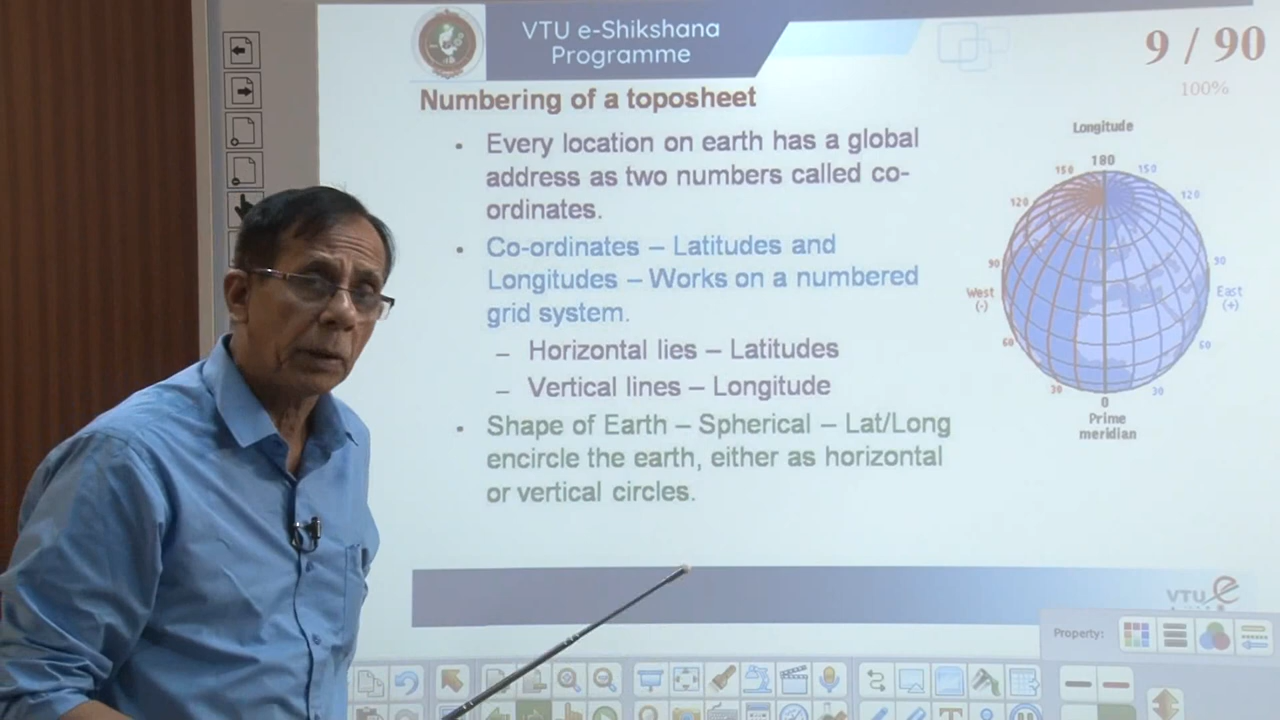 VTU e-Shikshana
Programme
9 / 90
100%
Numbering of a toposheet
• Every location on earth has a global
address as two numbers called co-
ordinates.
• Co-ordinates – Latitudes and
Longitudes – Works on a numbered
grid system.
– Horizontal lies – Latitudes
– Vertical lines – Longitude
• Shape of Earth – Spherical – Lat/Long
encircle the earth, either as horizontal
or vertical circles.
Longitude
180
150
150
120
120
90
90
West
(-)
East
(+)
60
60
30
30
0
Prime
meridian
VTU e
Property: